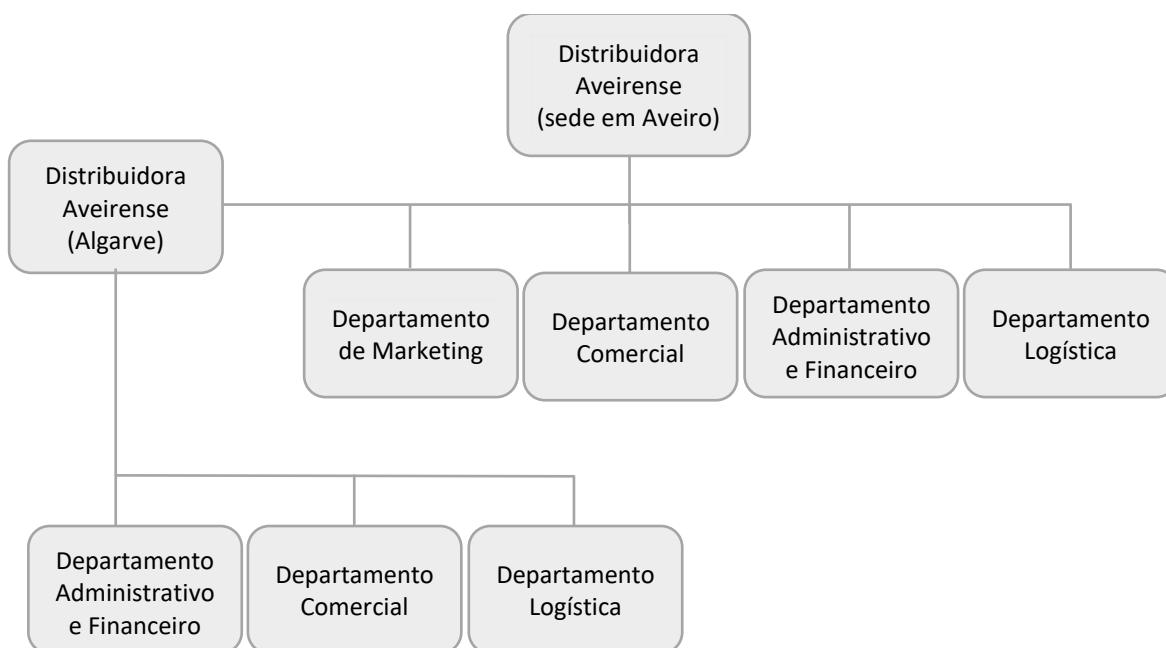 Distribuidora
Aveirense
(sede em Aveiro)
Distribuidora
Aveirense
(Algarve)
Departamento
de Marketing
Departamento
Comercial
Departamento
Administrativo
e Financeiro
Departamento
Logística
Departamento
Administrativo
e Financeiro
Departamento
Comercial
Departamento
Logística